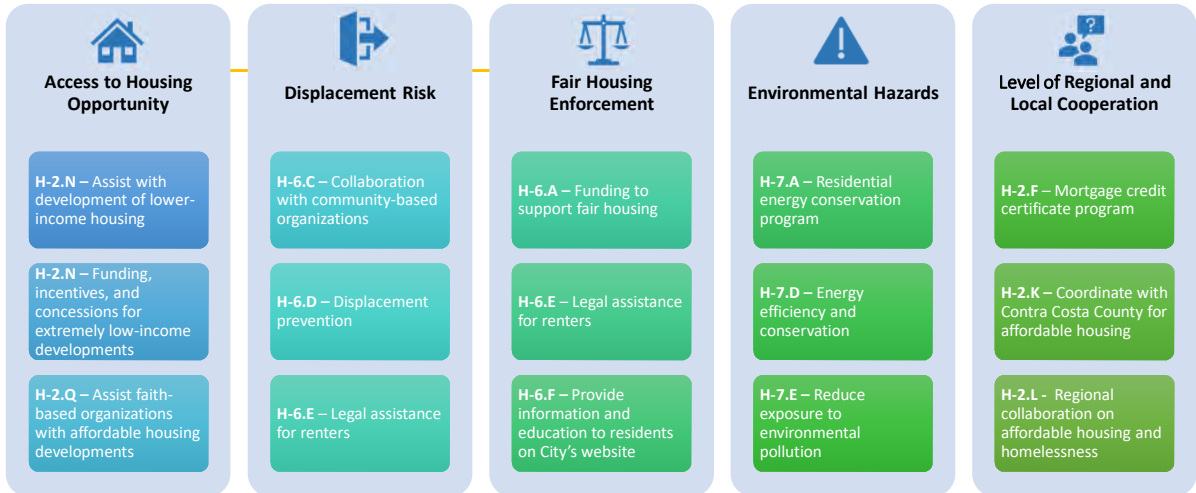 ?
Access to Housing
Opportunity
H-2.N – Assist with
development of lower-
income housing
H-2.N – Funding,
incentives, and
concessions for
extremely low-income
developments
H-2.Q – Assist faith-
based organizations
with affordable housing
developments
Displacement Risk
H-6.C – Collaboration
with community-based
organizations
H-6.D – Displacement
prevention
H-6.E – Legal assistance
for renters
Fair Housing
Enforcement
H-6.A – Funding to
support fair housing
H-6.E – Legal assistance
for renters
H-6.F – Provide
information and
education to residents
on City’s website
Environmental Hazards
H-7.A – Residential
energy conservation
program
H-7.D – Energy
efficiency and
conservation
H-7.E – Reduce
exposure to
environmental
pollution
Level of Regional and
Local Cooperation
H-2.F – Mortgage credit
certificate program
H-2.K – Coordinate with
Contra Costa County for
affordable housing
H-2.L - Regional
collaboration on
affordable housing and
homelessness